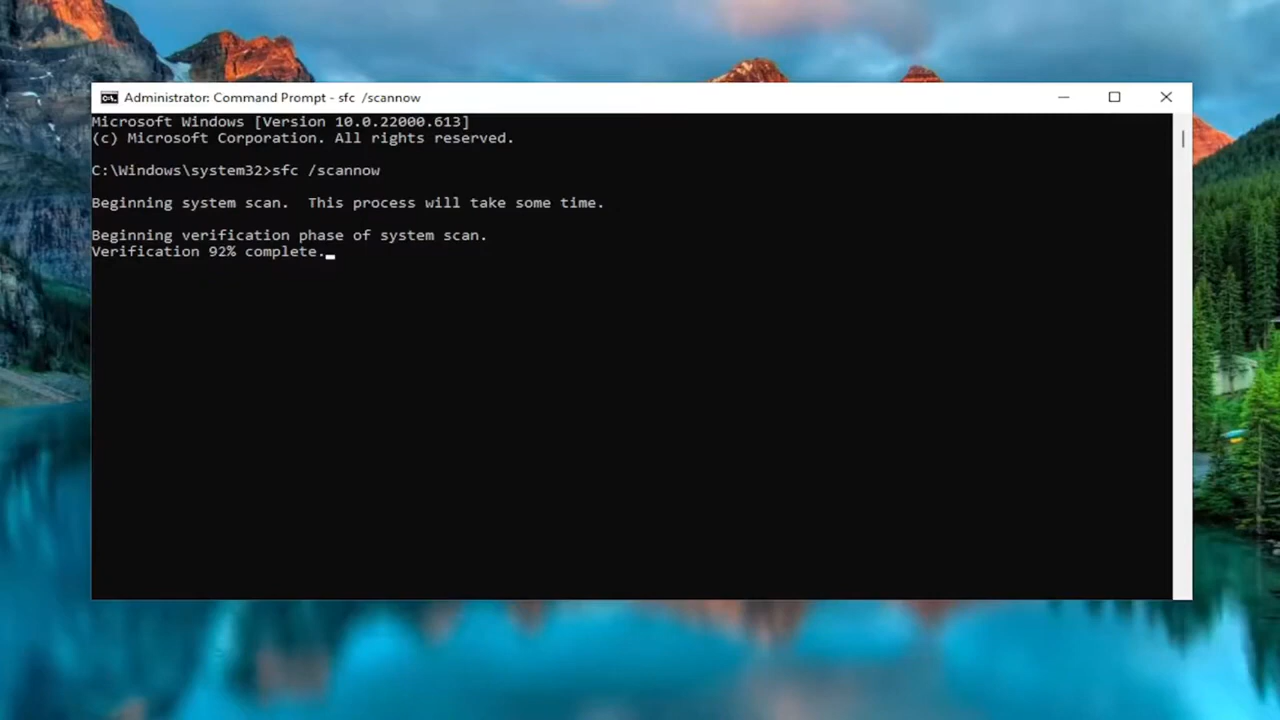 Administrator: Command Prompt - sfc  /scannow
Microsoft Windows [Version 10.0.22000.613]
(c) Microsoft Corporation. All rights reserved.
C:\Windows\system32>sfc /scannow
Beginning system scan.  This process will take some time.
Beginning verification phase of system scan.
Verification 92% complete.